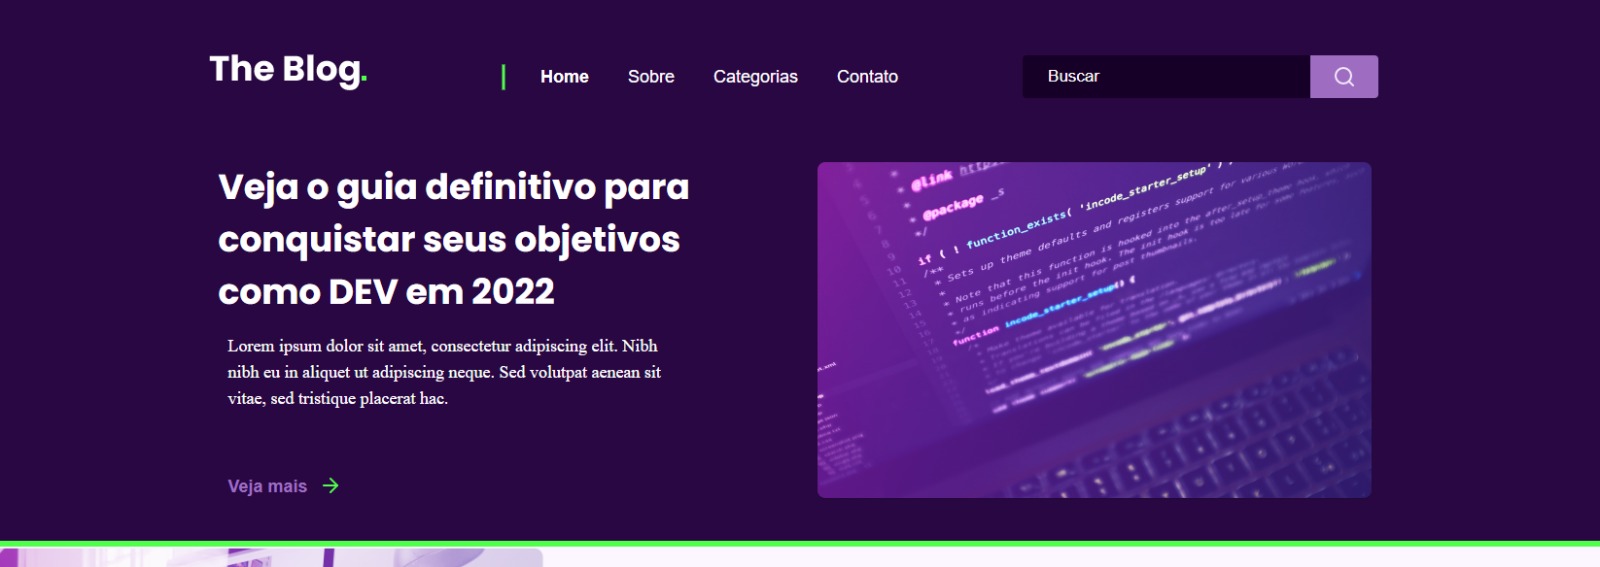 The Blog.
Home Sobre Categorias Contato
Buscar
Veja o guia definitivo para
conquistar seus objetivos
como DEV em 2022
Lorem ipsum dolor sit amet, consectetur adipiscing elit. Nibh
nibh eu in aliquet ut adipiscing neque. Sed volutpat aenean sit
vitae, sed tristique placerat hac.
Veja mais
* @link
* @package _s
*/
if ( ! function_exists( 'incode_starter_setup' ) )
/**
* Sets up theme defaults and registers support for various
*
* Note that this function is hooked into the after_setup_theme hook, which
* runs before the init hook. The init hook is too late for some features, such
* as indicating support for post thumbnails.
*/
function incode_starter_setup() {